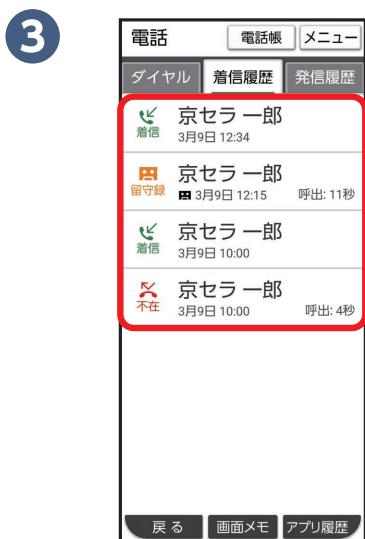 3
電話 電話帳 メニュー
ダイヤル 着信履歴 発信履歴
京セラ 一郎
着信 3月9日 12:34
京セラ 一郎
留守録 3月9日 12:15 呼出: 11秒
京セラ 一郎
着信 3月9日 10:00
京セラ 一郎
不在 3月9日 10:00 呼出: 4秒
戻る 画面メモ アプリ履歴